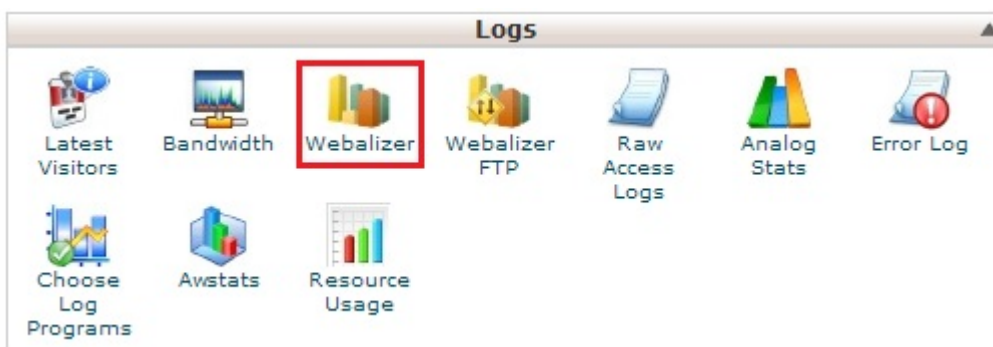 Logs
Latest
Visitors
Bandwidth
Webalizer
Webalizer
FTP
Raw
Access
Logs
Analog
Stats
Error Log
Choose
Log
Programs
Awstats
Resource
Usage